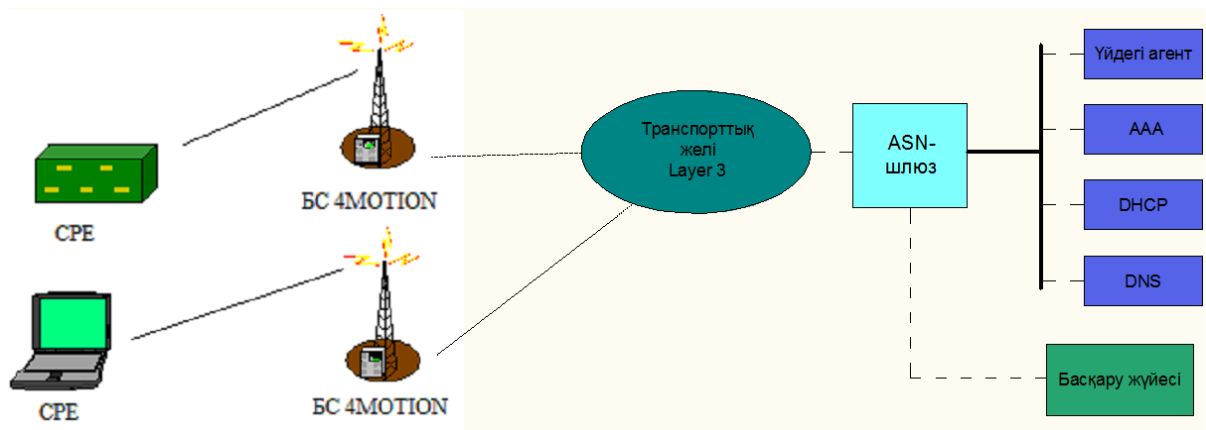 CPE
БС 4MOTION
CPE
БС 4MOTION
Транспорттық
желі
Layer 3
ASN-
шлюз
Үйдегі агент
AAA
DHCP
DNS
Басқару жүйесі